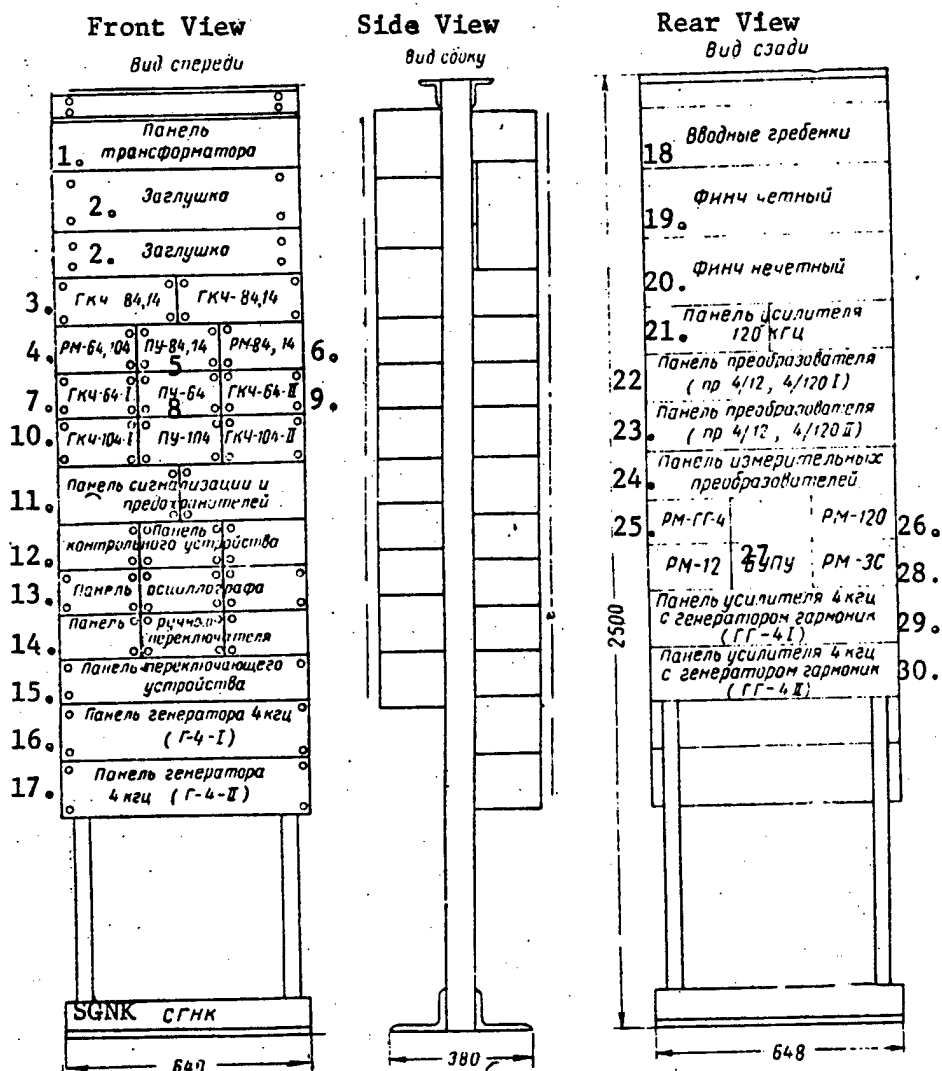 Front View
Вид спереди
Панель
1. трансформатора
2. Заглушка
2. Заглушка
3. ГКЧ 84,14 ГКЧ-84,14
4. РМ-64,104 ПУ-84,14 РМ-84,14 6.
5
7. ГКЧ-64-I ПУ-64 ГКЧ-64-II 9.
8
10. ГКЧ-104-I ПУ-104 ГКЧ-104-II
11. Панель сигнализации и
предохранителей
Панель
12. контрольного устройства
13. Панель осциллографа
14. Панель ручного
переключателя
15. Панель переключающего
устройства
16. Панель генератора 4 кгц
(Г-4-I)
17. Панель генератора
4 кгц (Г-4-II)
SGNK СГНК
Side View
Вид сбоку
380
2500
Rear View
Вид сзади
18 Вводные гребенки
19. Финч четный
20. Финч нечетный
21. Панель усилителя
120 кгц
22 Панель преобразователя
(пр 4/12, 4/120 I)
23. Панель преобразователя
(пр 4/12, 4/120 II)
24. Панель измерительных
преобразователей
25. РМ-ГГ-4 РМ-120 26.
РМ-12 27 БУПУ РМ-3С 28.
Панель усилителя 4 кгц
с генератором гармоник 29.
(ГГ-4 I)
Панель усилителя 4 кгц
с генератором гармоник 30.
(ГГ-4 II)
648